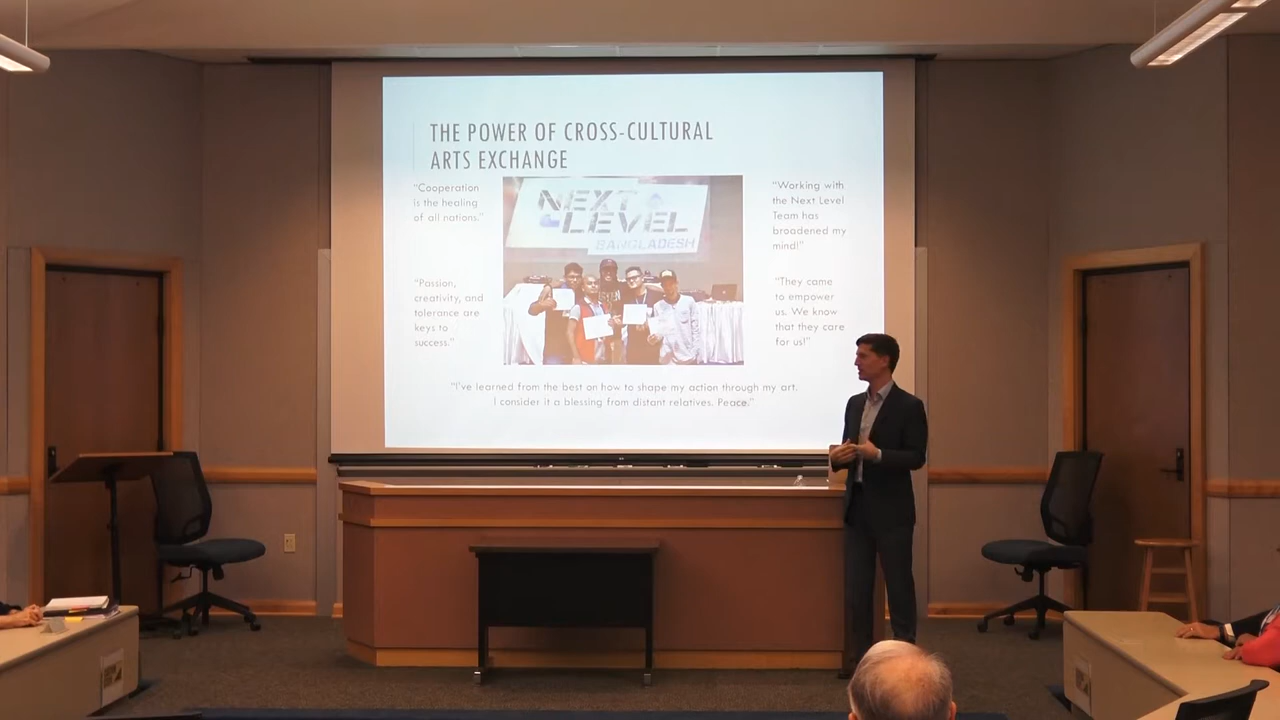 THE POWER OF CROSS-CULTURAL
ARTS EXCHANGE
"Cooperation
is the healing
of all nations."
"Passion,
creativity, and
tolerance are
keys to
success."
NEXT
LEVEL
BANGLADESH
"Working with
the Next Level
Team has
broadened my
mind!"
"They came
to empower
us. We know
that they care
for us!"
"I've learned from the best on how to shape my action through my art.
I consider it a blessing from distant relatives. Peace."